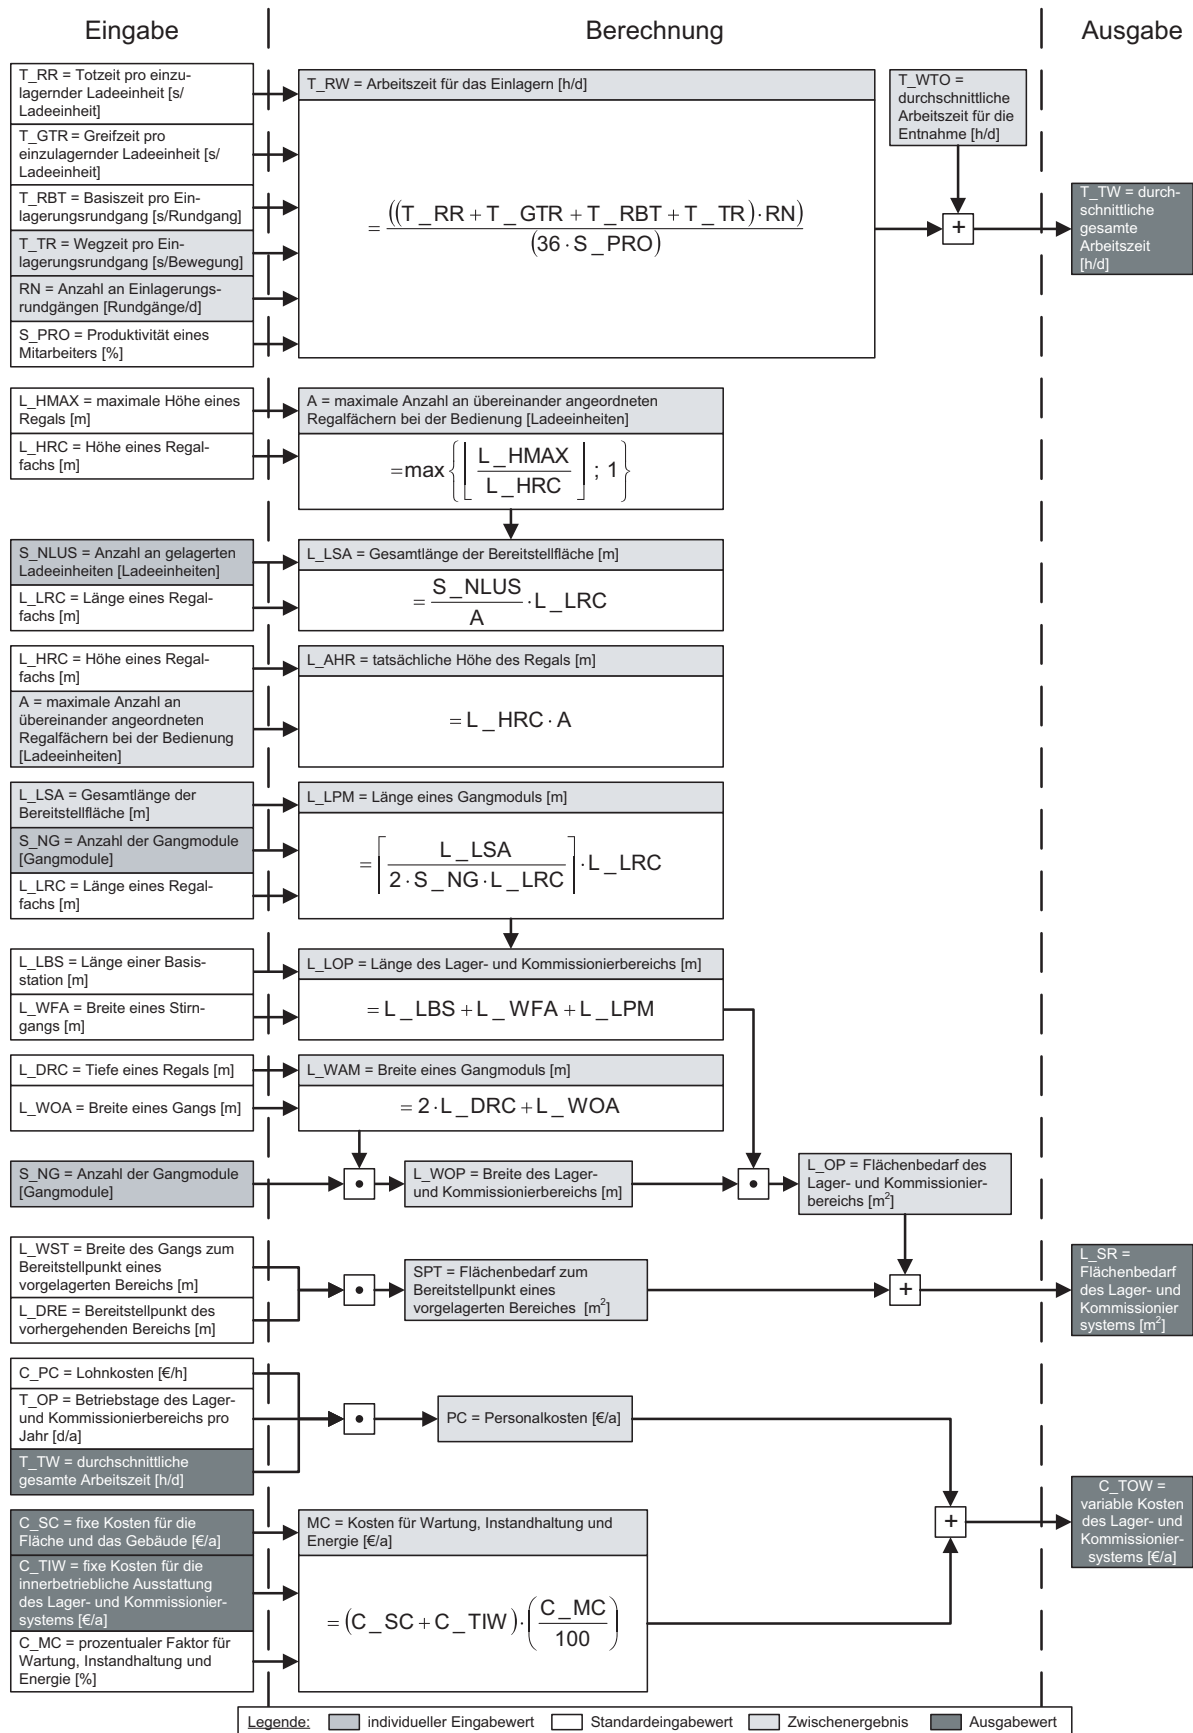 Eingabe
Berechnung
Ausgabe
T_RR = Totzeit pro einzu-
lagernder Ladeeinheit [s/
Ladeeinheit]
T_GTR = Greifzeit pro
einzulagernder Ladeeinheit [s/
Ladeeinheit]
T_RBT = Basiszeit pro Ein-
lagerungsrundgang [s/Rundgang]
T_TR = Wegzeit pro Ein-
lagerungsrundgang [s/Bewegung]
RN = Anzahl an Einlagerungs-
rundgängen [Rundgänge/d]
S_PRO = Produktivität eines
Mitarbeiters [%]
T_RW = Arbeitszeit für das Einlagern [h/d]
= ((T_RR + T_GTR + T_RBT + T_TR) · RN)
(36 · S_PRO)
T_WTO =
durchschnittliche
Arbeitszeit für die
Entnahme [h/d]
+
T_TW = durch-
schnittliche
gesamte
Arbeitszeit
[h/d]
L_HMAX = maximale Höhe eines
Regals [m]
L_HRC = Höhe eines Regal-
fachs [m]
A = maximale Anzahl an übereinander angeordneten
Regalfächern bei der Bedienung [Ladeeinheiten]
= max { ⌊ L_HMAX
L_HRC ⌋ ; 1 }
S_NLUS = Anzahl an gelagerten
Ladeeinheiten [Ladeeinheiten]
L_LRC = Länge eines Regal-
fachs [m]
L_LSA = Gesamtlänge der Bereitstellfläche [m]
= S_NLUS
A · L_LRC
L_HRC = Höhe eines Regal-
fachs [m]
A = maximale Anzahl an
übereinander angeordneten
Regalfächern bei der Bedienung
[Ladeeinheiten]
L_AHR = tatsächliche Höhe des Regals [m]
= L_HRC · A
L_LSA = Gesamtlänge der
Bereitstellfläche [m]
S_NG = Anzahl der Gangmodule
[Gangmodule]
L_LRC = Länge eines Regal-
fachs [m]
L_LPM = Länge eines Gangmoduls [m]
= ⌈ L_LSA
2 · S_NG · L_LRC ⌉ · L_LRC
L_LBS = Länge einer Basis-
station [m]
L_WFA = Breite eines Stirn-
gangs [m]
L_LOP = Länge des Lager- und Kommissionierbereichs [m]
= L_LBS + L_WFA + L_LPM
L_DRC = Tiefe eines Regals [m]
L_WOA = Breite eines Gangs [m]
L_WAM = Breite eines Gangmoduls [m]
= 2 · L_DRC + L_WOA
S_NG = Anzahl der Gangmodule
[Gangmodule]
•
L_WOP = Breite des Lager-
und Kommissionierbereichs [m]
•
L_OP = Flächenbedarf des
Lager- und Kommissionier-
bereichs [m²]
L_WST = Breite des Gangs zum
Bereitstellpunkt eines
vorgelagerten Bereichs [m]
L_DRE = Bereitstellpunkt des
vorhergehenden Bereichs [m]
•
SPT = Flächenbedarf zum
Bereitstellpunkt eines
vorgelagerten Bereiches [m²]
+
L_SR =
Flächenbedarf
des Lager- und
Kommissionier
systems [m²]
C_PC = Lohnkosten [€/h]
T_OP = Betriebstage des Lager-
und Kommissionierbereichs pro
Jahr [d/a]
T_TW = durchschnittliche
gesamte Arbeitszeit [h/d]
•
PC = Personalkosten [€/a]
C_SC = fixe Kosten für die
Fläche und das Gebäude [€/a]
C_TIW = fixe Kosten für die
innerbetriebliche Ausstattung
des Lager- und Kommissionier-
systems [€/a]
C_MC = prozentualer Faktor für
Wartung, Instandhaltung und
Energie [%]
MC = Kosten für Wartung, Instandhaltung und
Energie [€/a]
= (C_SC + C_TIW) · ( C_MC
100 )
+
C_TOW =
variable Kosten
des Lager- und
Kommissionier-
systems [€/a]
Legende: individueller Eingabewert Standardeingabewert Zwischenergebnis Ausgabewert